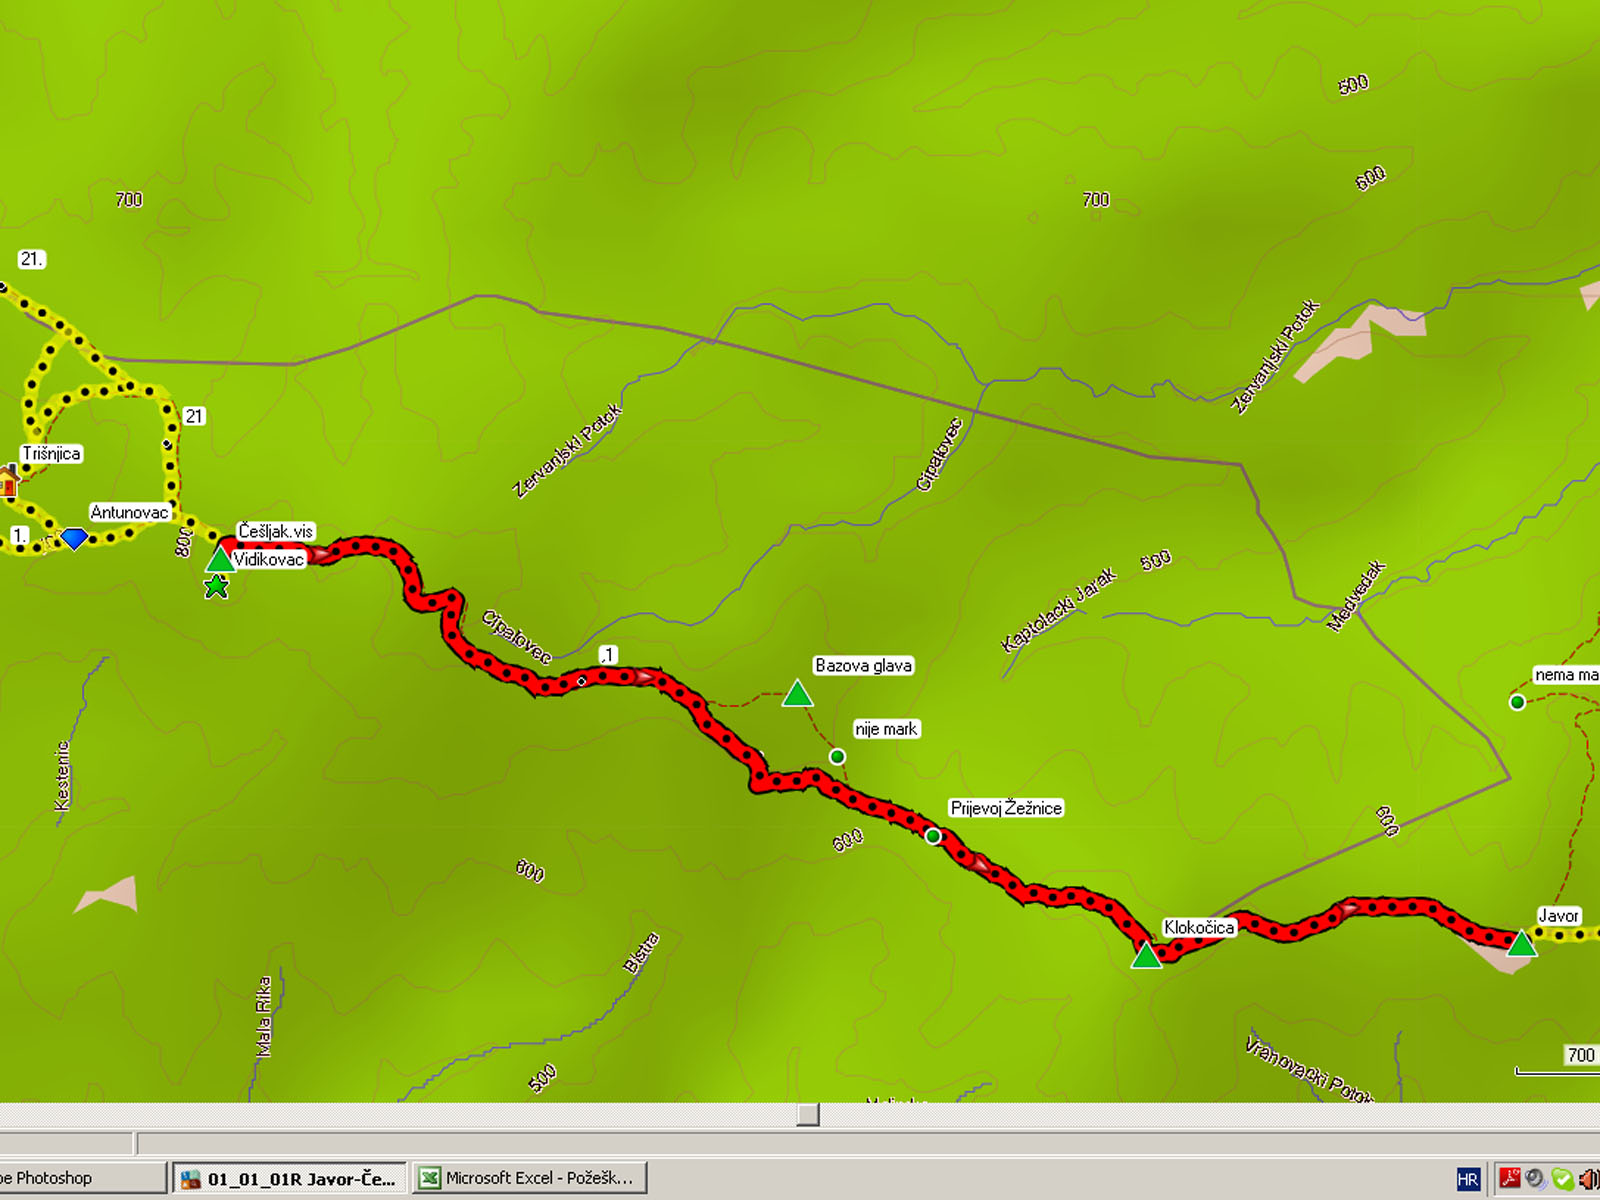 500
600
700
700
21.
Zervanjski Potok
21
Zervanjski Potok
Cipalovec
Trišnjica
Antunovac
1.
800
Češljak.vis
Vidikovac
500
Kaptolački Jarak
Medvedak
Cipalovec
,1
Bazova glava
nema ma
nije mark
Kestenic
Prijevoj Žežnice
600
600
600
Javor
Klokočica
Bistra
Mala Rika
500
Vranovački Potok
700
pe Photoshop
01_01_01R Javor-Če...
Microsoft Excel - Požešk...
HR